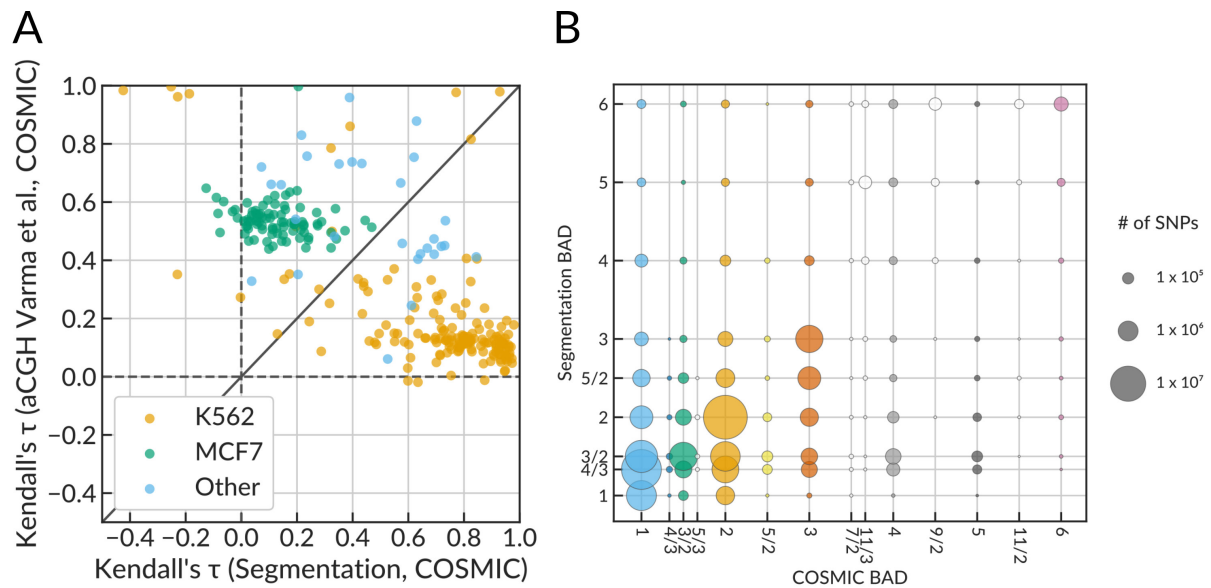 A
Kendall's τ (aCGH Varma et al., COSMIC)
1.0
0.8
0.6
0.4
0.2
0.0
−0.2
−0.4
K562
MCF7
Other
−0.4 −0.2 0.0 0.2 0.4 0.6 0.8 1.0
Kendall's τ (Segmentation, COSMIC)
B
Segmentation BAD
6
5
4
3
5/2
2
3/2
4/3
1
1 4/3 3/2 5/3 2 5/2 3 7/2 11/3 4 9/2 5 11/2 6
COSMIC BAD
# of SNPs
1 x 10⁵
1 x 10⁶
1 x 10⁷